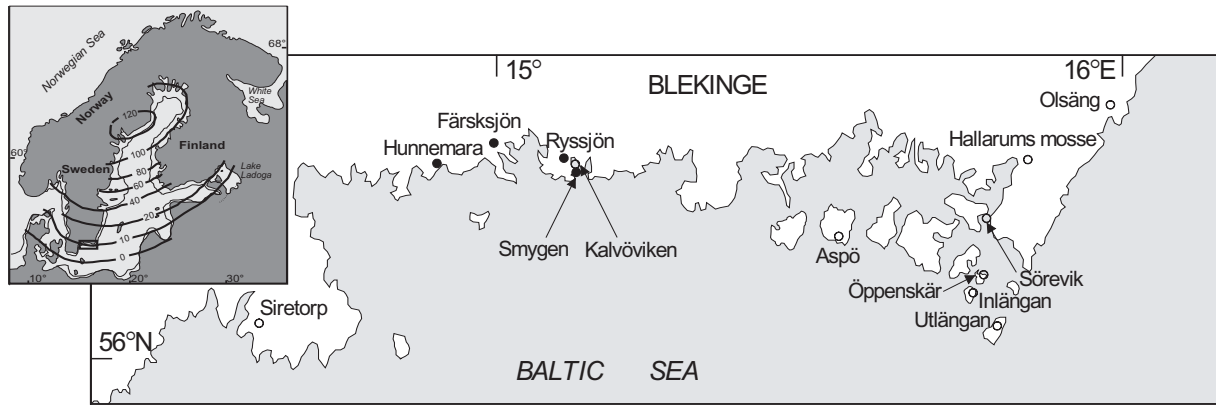 Norwegian Sea
68°
White
Sea
Norway
120
60°
100
Finland
Sweden
80
60
Lake
Ladoga
40
20
10
0
10°
20°
30°
15°
16°E
BLEKINGE
Olsäng
Färsksjön
Hallarums mosse
Hunnemara
Ryssjön
Smygen
Kalvöviken
Aspö
Sörevik
Öppenskär
Inlängan
Siretorp
Utlängan
56°N
BALTIC SEA